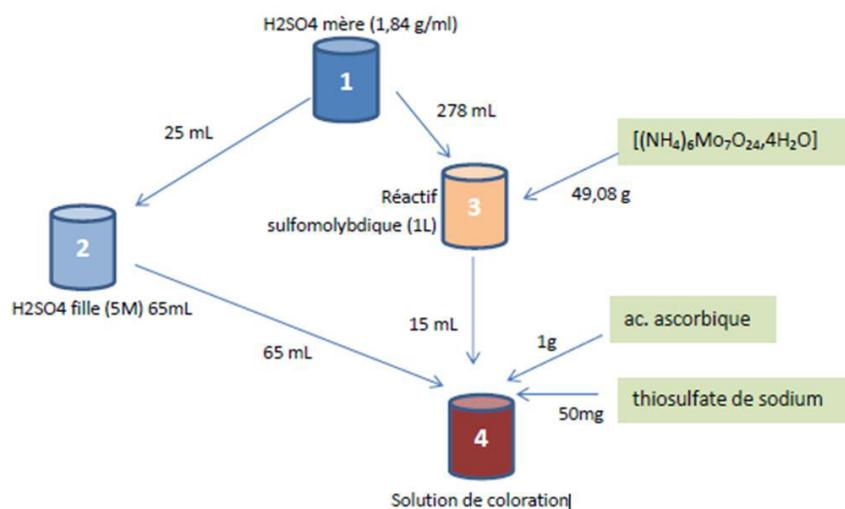 H2SO4 mère (1,84 g/ml)
1
25 mL
278 mL
[(NH₄)₆Mo₇O₂₄,4H₂O]
49,08 g
Réactif
sulfomolybdique (1L)
3
2
H2SO4 fille (5M) 65mL
65 mL
15 mL
ac. ascorbique
1g
thiosulfate de sodium
50mg
4
Solution de coloration